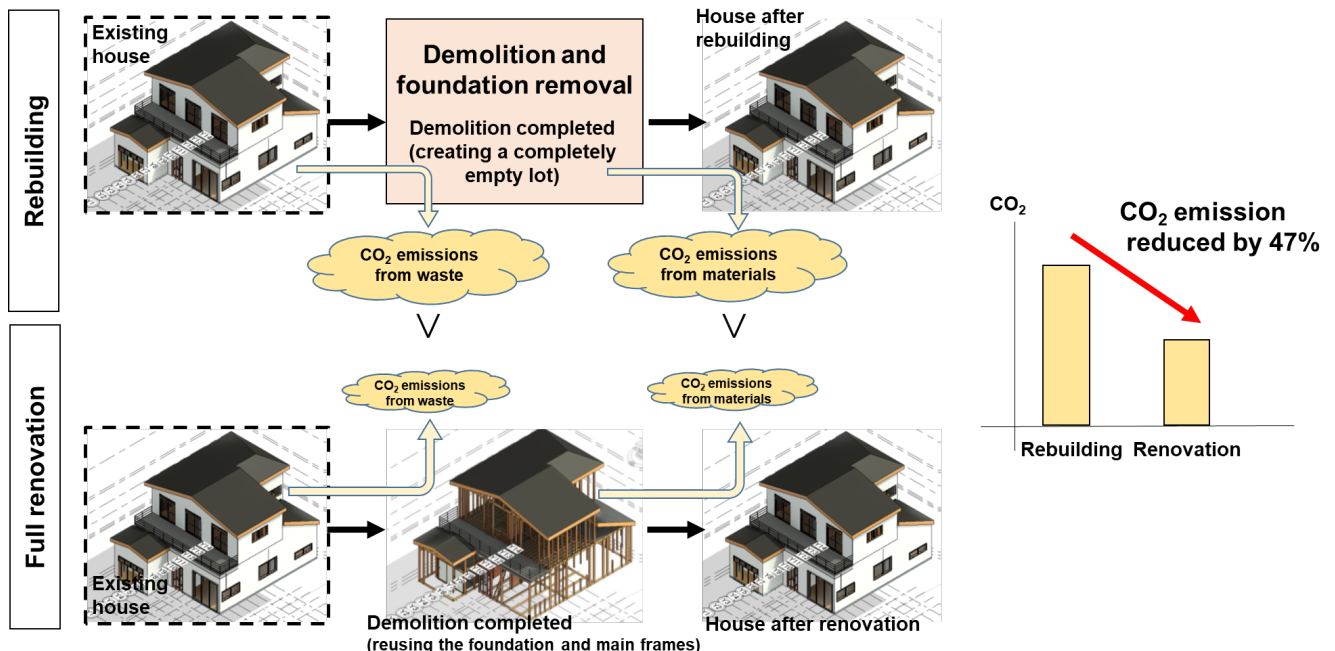 Rebuilding
Existing
house
Demolition and
foundation removal
Demolition completed
(creating a completely
empty lot)
House after
rebuilding
CO₂ emissions
from waste
CO₂ emissions
from materials
>
>
Full renovation
CO₂ emissions
from waste
CO₂ emissions
from materials
Existing
house
Demolition completed
(reusing the foundation and main frames)
House after renovation
CO₂
CO₂ emission
reduced by 47%
Rebuilding
Renovation